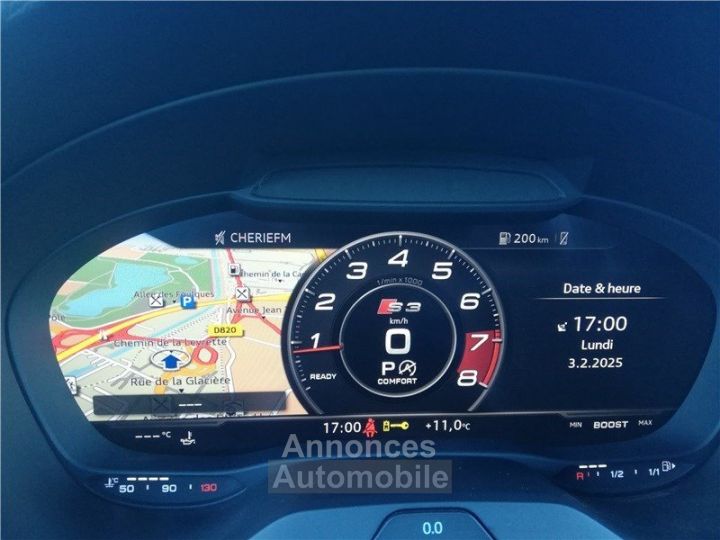 CHERIEFM
200 km
Chemin de la
Allée des Foulques
P
Avenue Jean
D820
Chemin de la Leyrette
Rue de la Glacière
1 2 3 4 5 6 7 8
1/min x 1000
S3
km/h
0
P
COMFORT
READY
Date & heure
17:00
Lundi
3.2.2025
---°C
17:00
+11,0°C
MIN BOOST MAX
°C
50 90 130
R 1/2 1/1
0.0
Annonces
Automobile